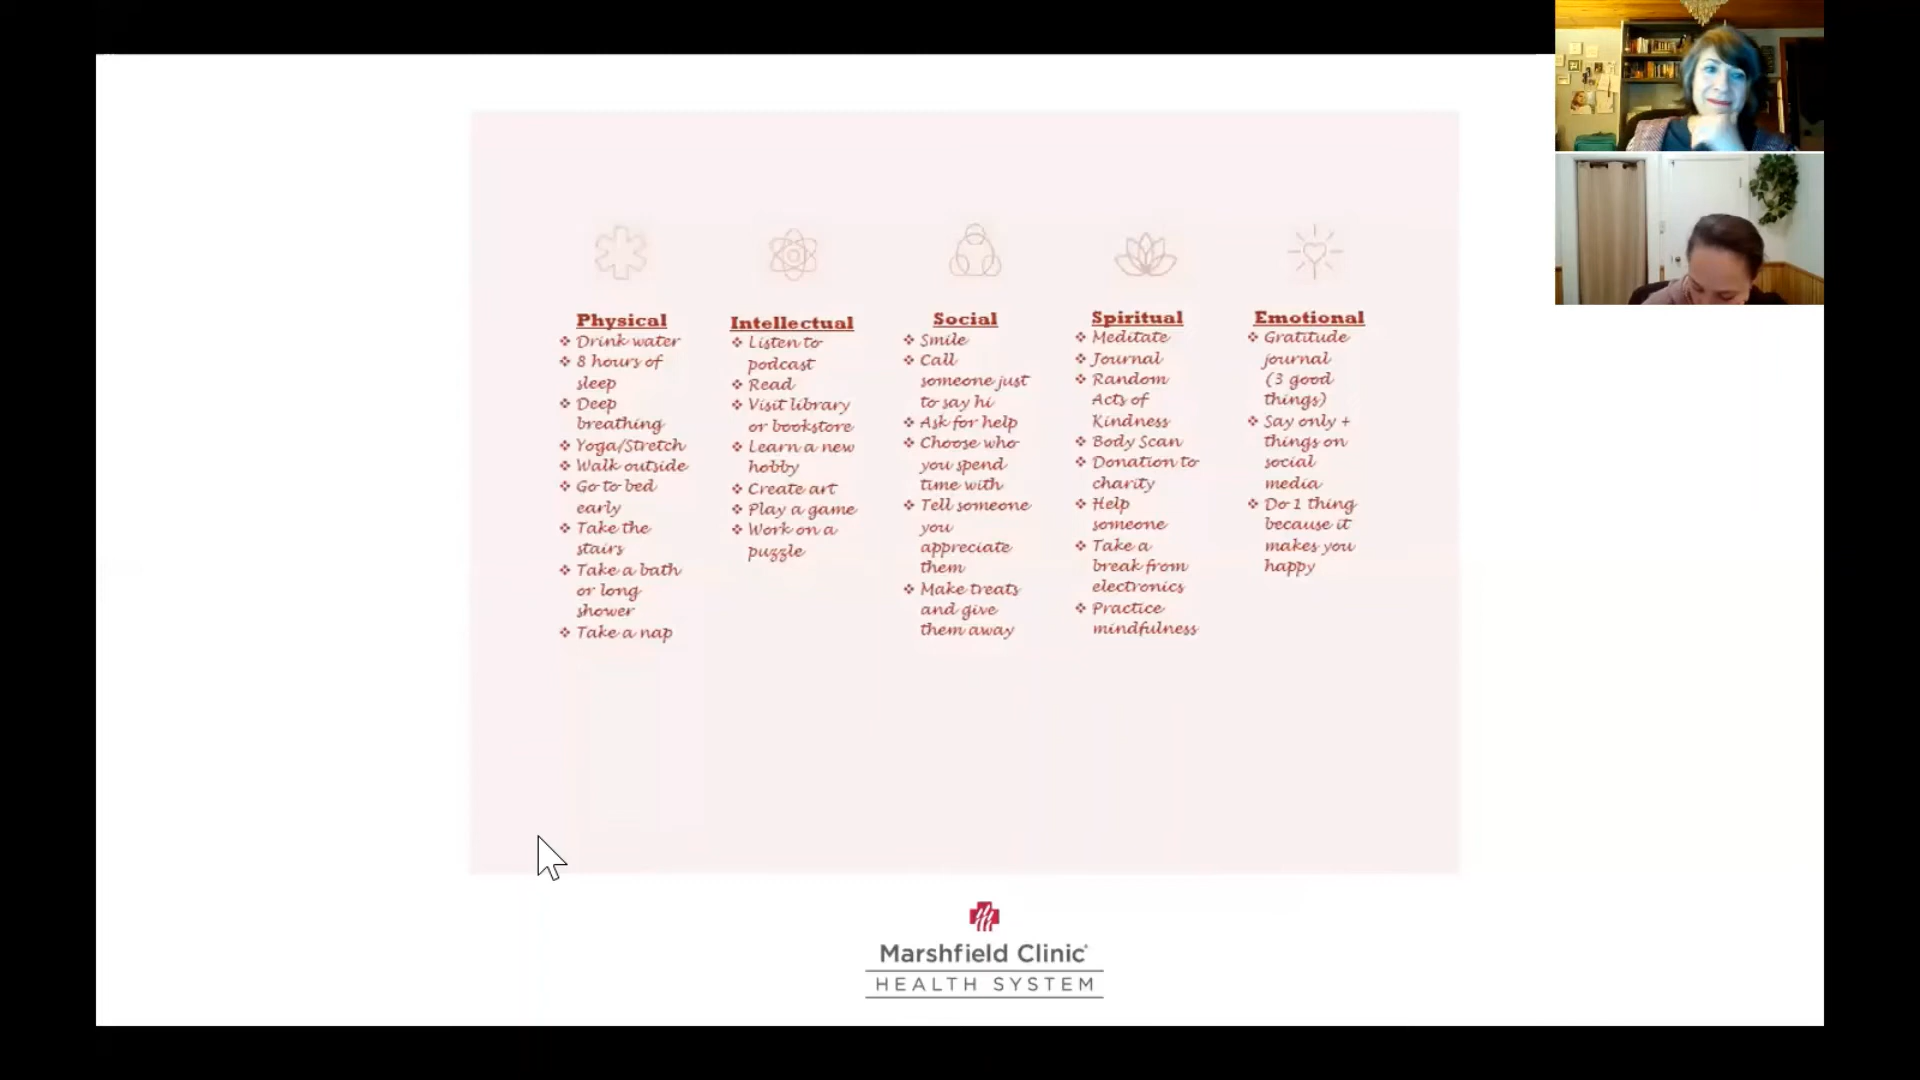 Physical
Drink water
8 hours of
sleep
Deep
breathing
Yoga/Stretch
Walk outside
Go to bed
early
Take the
stairs
Take a bath
or long
shower
Take a nap
Intellectual
Listen to
podcast
Read
Visit library
or bookstore
Learn a new
hobby
Create art
Play a game
Work on a
puzzle
Social
Smile
Call
someone just
to say hi
Ask for help
Choose who
you spend
time with
Tell someone
you
appreciate
them
Make treats
and give
them away
Spiritual
Meditate
Journal
Random
Acts of
Kindness
Body Scan
Donation to
charity
Help
someone
Take a
break from
electronics
Practice
mindfulness
Emotional
Gratitude
journal
(3 good
things)
Say only +
things on
social
media
Do 1 thing
because it
makes you
happy
Marshfield Clinic
HEALTH SYSTEM